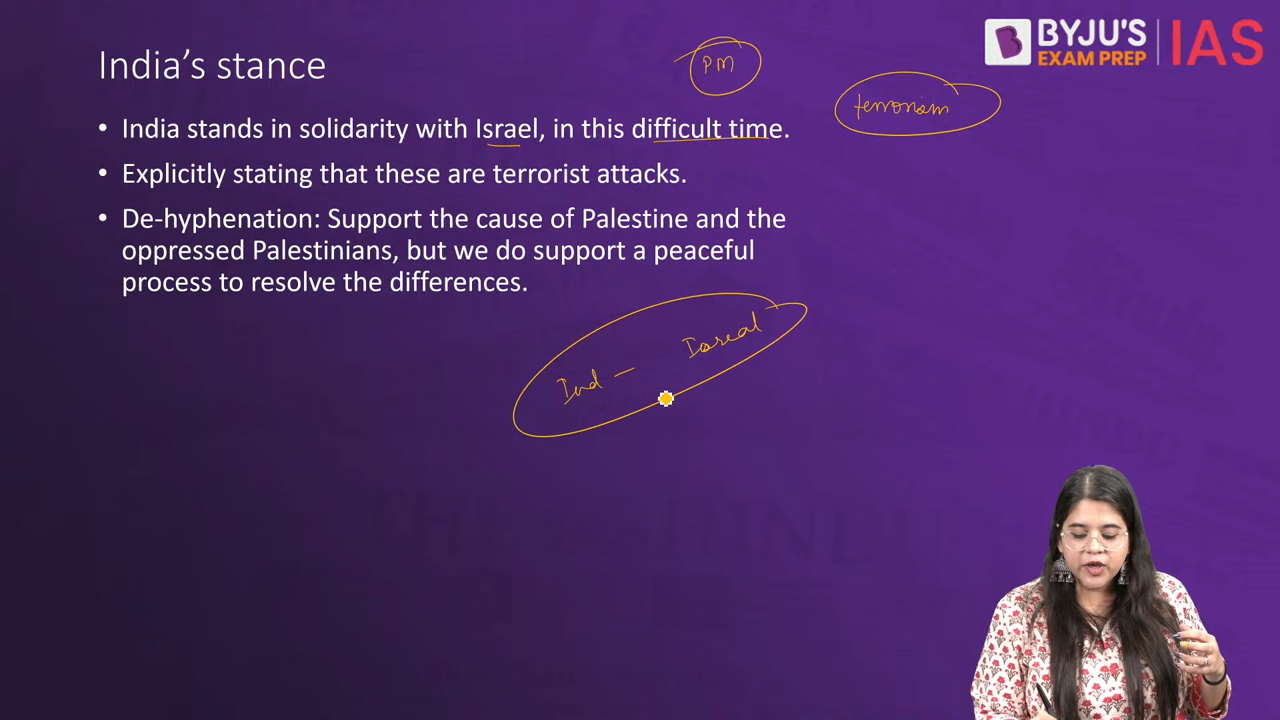 India's stance
PM
BYJU'S
EXAM PREP
IAS
terrorism
• India stands in solidarity with Israel, in this difficult time.
• Explicitly stating that these are terrorist attacks.
• De-hyphenation: Support the cause of Palestine and the
oppressed Palestinians, but we do support a peaceful
process to resolve the differences.
Ind – Isreal